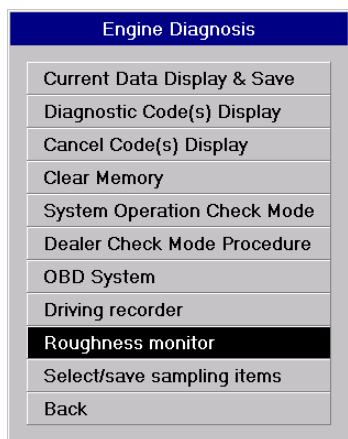 Engine Diagnosis
Current Data Display & Save
Diagnostic Code(s) Display
Cancel Code(s) Display
Clear Memory
System Operation Check Mode
Dealer Check Mode Procedure
OBD System
Driving recorder
Roughness monitor
Select/save sampling items
Back